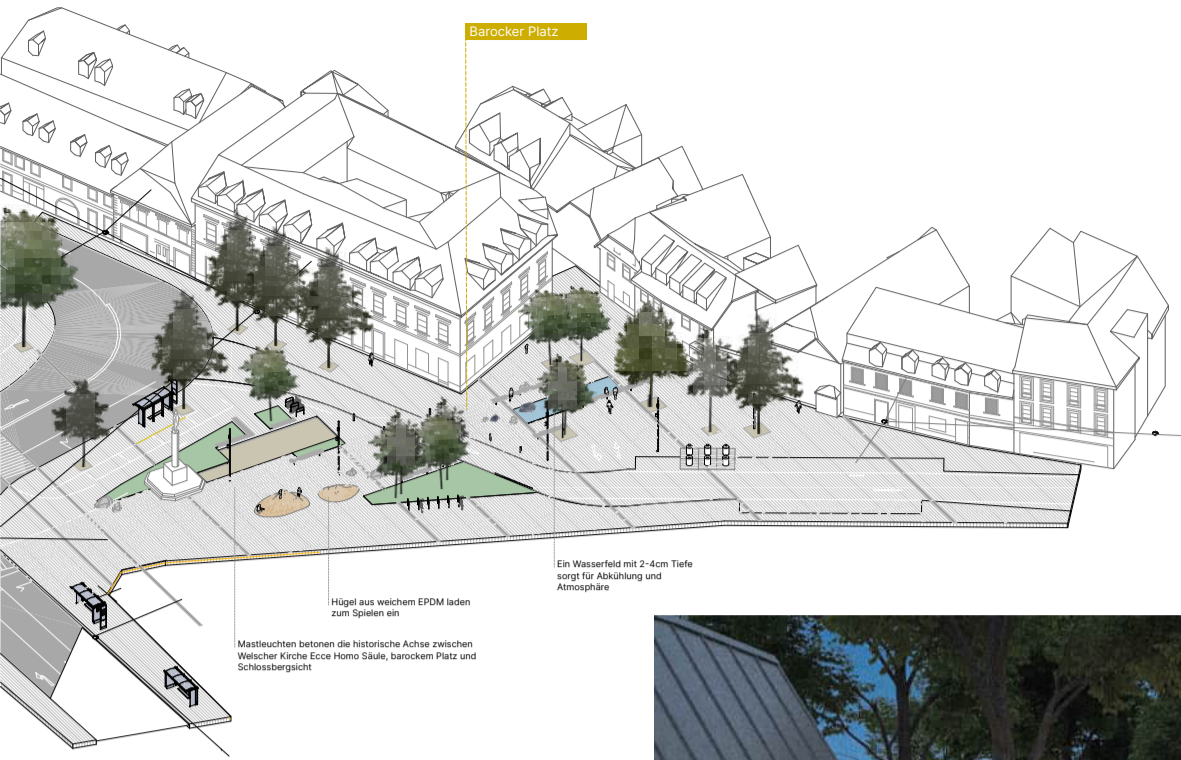 Barocker Platz
Ein Wasserfeld mit 2-4cm Tiefe
sorgt für Abkühlung und
Atmosphäre
Hügel aus weichem EPDM laden
zum Spielen ein
Mastleuchten betonen die historische Achse zwischen
Welscher Kirche Ecce Homo Säule, barockem Platz und
Schlossbergsicht